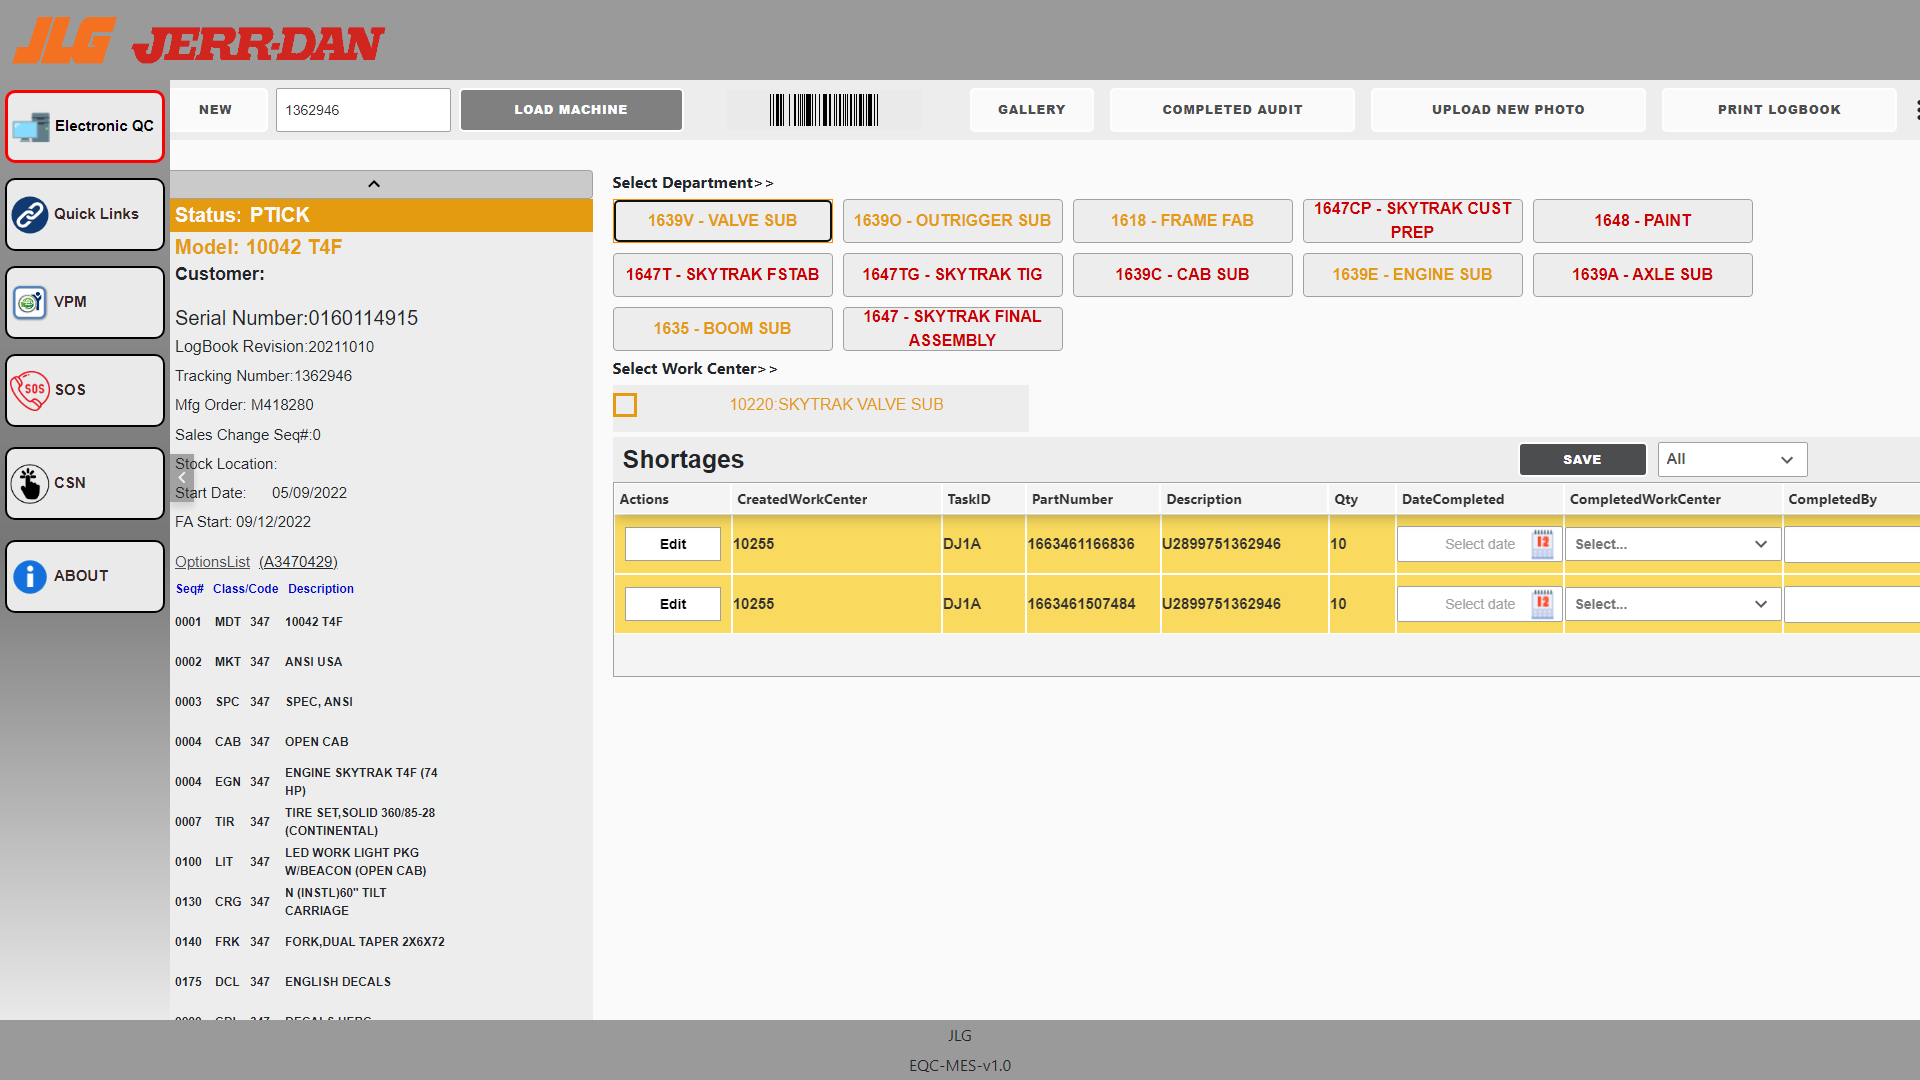 JLG JERR-DAN
Electronic QC
Quick Links
VPM
SOS
SOS
CSN
ABOUT
NEW
1362946
LOAD MACHINE
GALLERY
COMPLETED AUDIT
UPLOAD NEW PHOTO
PRINT LOGBOOK
Status: PTICK
Model: 10042 T4F
Customer:
Serial Number:0160114915
LogBook Revision:20211010
Tracking Number:1362946
Mfg Order: M418280
Sales Change Seq#:0
Stock Location:
Start Date: 05/09/2022
FA Start: 09/12/2022
OptionsList (A3470429)
Seq# Class/Code Description
0001 MDT 347 10042 T4F
0002 MKT 347 ANSI USA
0003 SPC 347 SPEC, ANSI
0004 CAB 347 OPEN CAB
0004 EGN 347 ENGINE SKYTRAK T4F (74
HP)
0007 TIR 347 TIRE SET,SOLID 360/85-28
(CONTINENTAL)
0100 LIT 347 LED WORK LIGHT PKG
W/BEACON (OPEN CAB)
0130 CRG 347 N (INSTL)60" TILT
CARRIAGE
0140 FRK 347 FORK,DUAL TAPER 2X6X72
0175 DCL 347 ENGLISH DECALS
Select Department>>
1639V - VALVE SUB
1639O - OUTRIGGER SUB
1618 - FRAME FAB
1647CP - SKYTRAK CUST
PREP
1648 - PAINT
1647T - SKYTRAK FSTAB
1647TG - SKYTRAK TIG
1639C - CAB SUB
1639E - ENGINE SUB
1639A - AXLE SUB
1635 - BOOM SUB
1647 - SKYTRAK FINAL
ASSEMBLY
Select Work Center>>
10220:SKYTRAK VALVE SUB
Shortages
SAVE
All
Actions CreatedWorkCenter TaskID PartNumber Description Qty DateCompleted CompletedWorkCenter CompletedBy
Edit 10255 DJ1A 1663461166836 U2899751362946 10 Select date 12 Select...
Edit 10255 DJ1A 1663461507484 U2899751362946 10 Select date 12 Select...
JLG
EQC-MES-v1.0